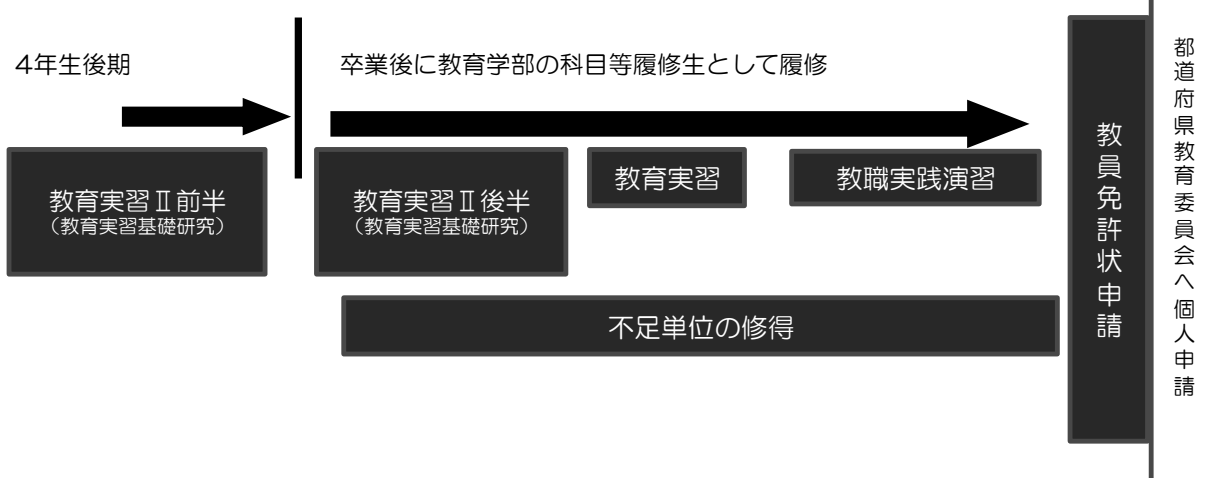 4年生後期
卒業後に教育学部の科目等履修生として履修
教育実習Ⅱ前半
（教育実習基礎研究）
教育実習Ⅱ後半
（教育実習基礎研究）
教育実習
教職実践演習
不足単位の修得
教員免許状申請
都道府県教育委員会へ個人申請